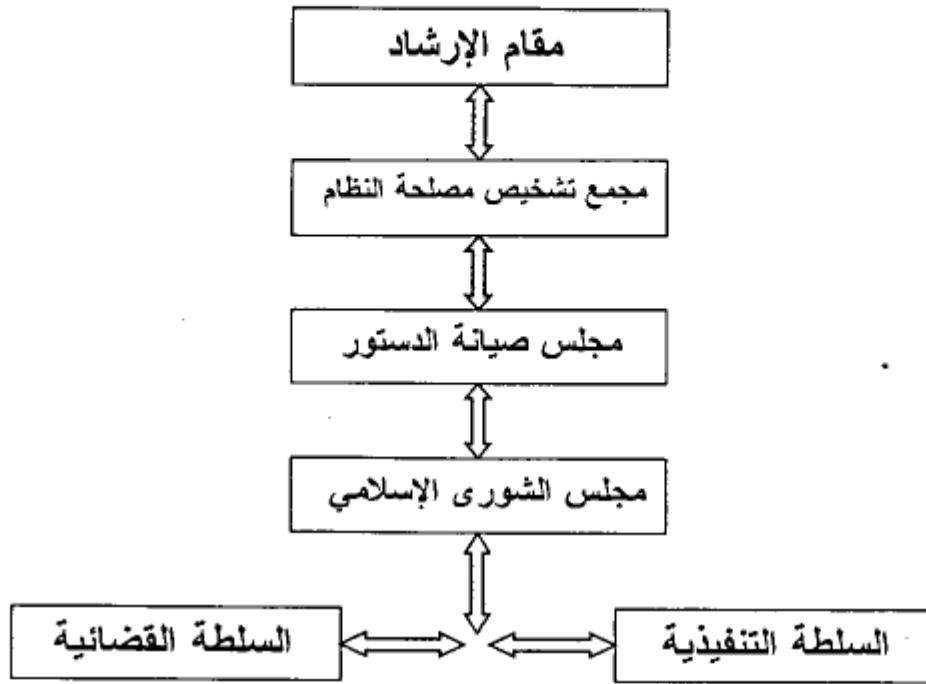 مقام الإرشاد
مجمع تشخيص مصلحة النظام
مجلس صيانة الدستور
مجلس الشورى الإسلامي
السلطة التنفيذية
السلطة القضائية